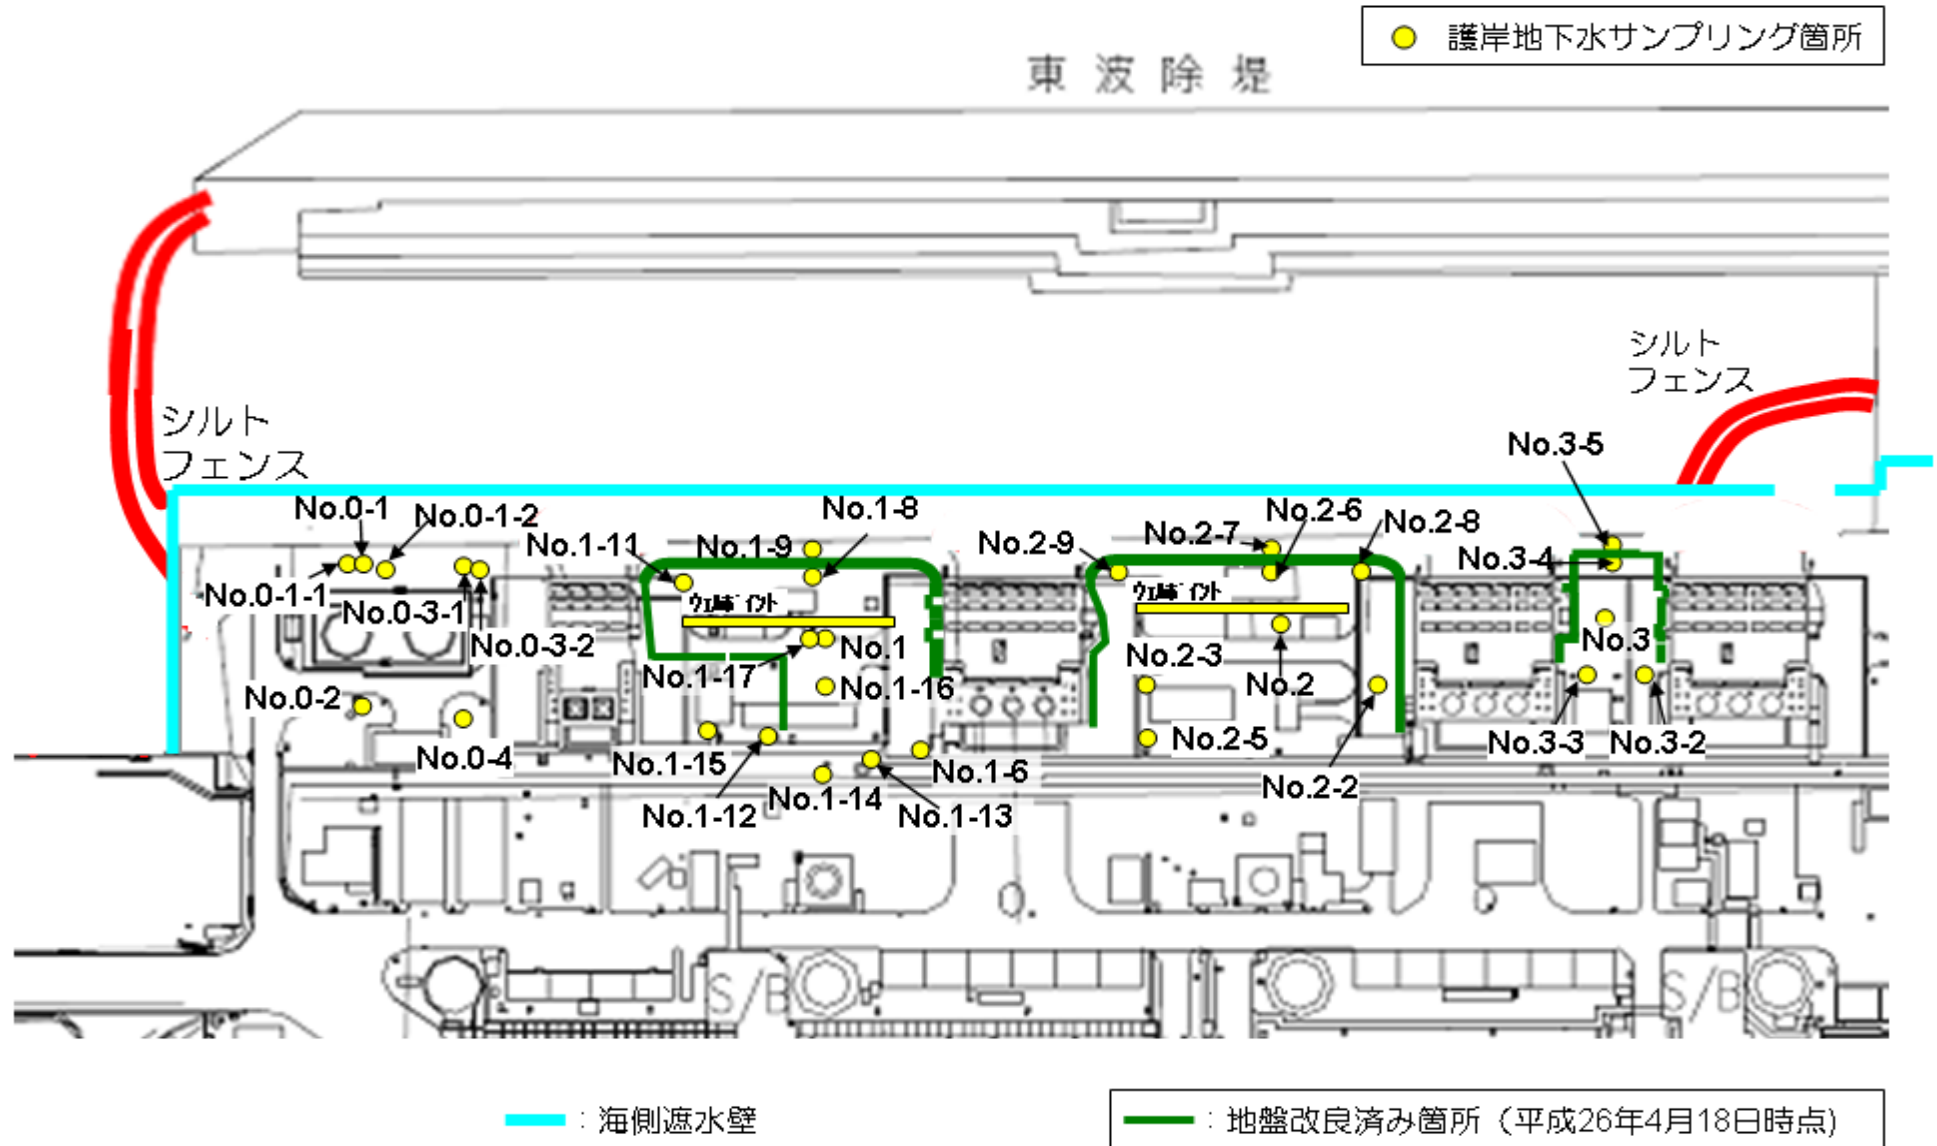 護岸地下水サンプリング箇所
東波除堤
シルト
フェンス
シルト
フェンス
No.3-5
No.0-1
No.0-1-2
No.1-8
No.2-6
No.2-8
No.1-11
No.1-9
No.2-9
No.2-7
No.3-4
No.0-1-1
No.0-3-1
ウェルポイント
ウェルポイント
No.0-3-2
No.1
No.3
No.1-17
No.2-3
No.1-16
No.2
No.0-2
No.0-4
No.1-15
No.2-5
No.3-3
No.3-2
No.1-6
No.1-14
No.2-2
No.1-12
No.1-13
S/B
S/B
：海側遮水壁
：地盤改良済み箇所（平成26年4月18日時点)